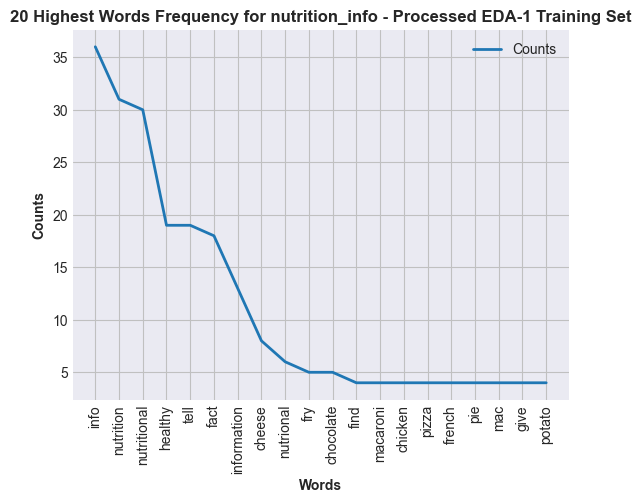 20 Highest Words Frequency for nutrition_info - Processed EDA-1 Training Set
Counts
35
30
25
20
15
10
5
Counts
info
nutrition
nutritional
healthy
tell
fact
information
cheese
nutrional
fry
chocolate
find
macaroni
chicken
pizza
french
pie
mac
give
potato
Words